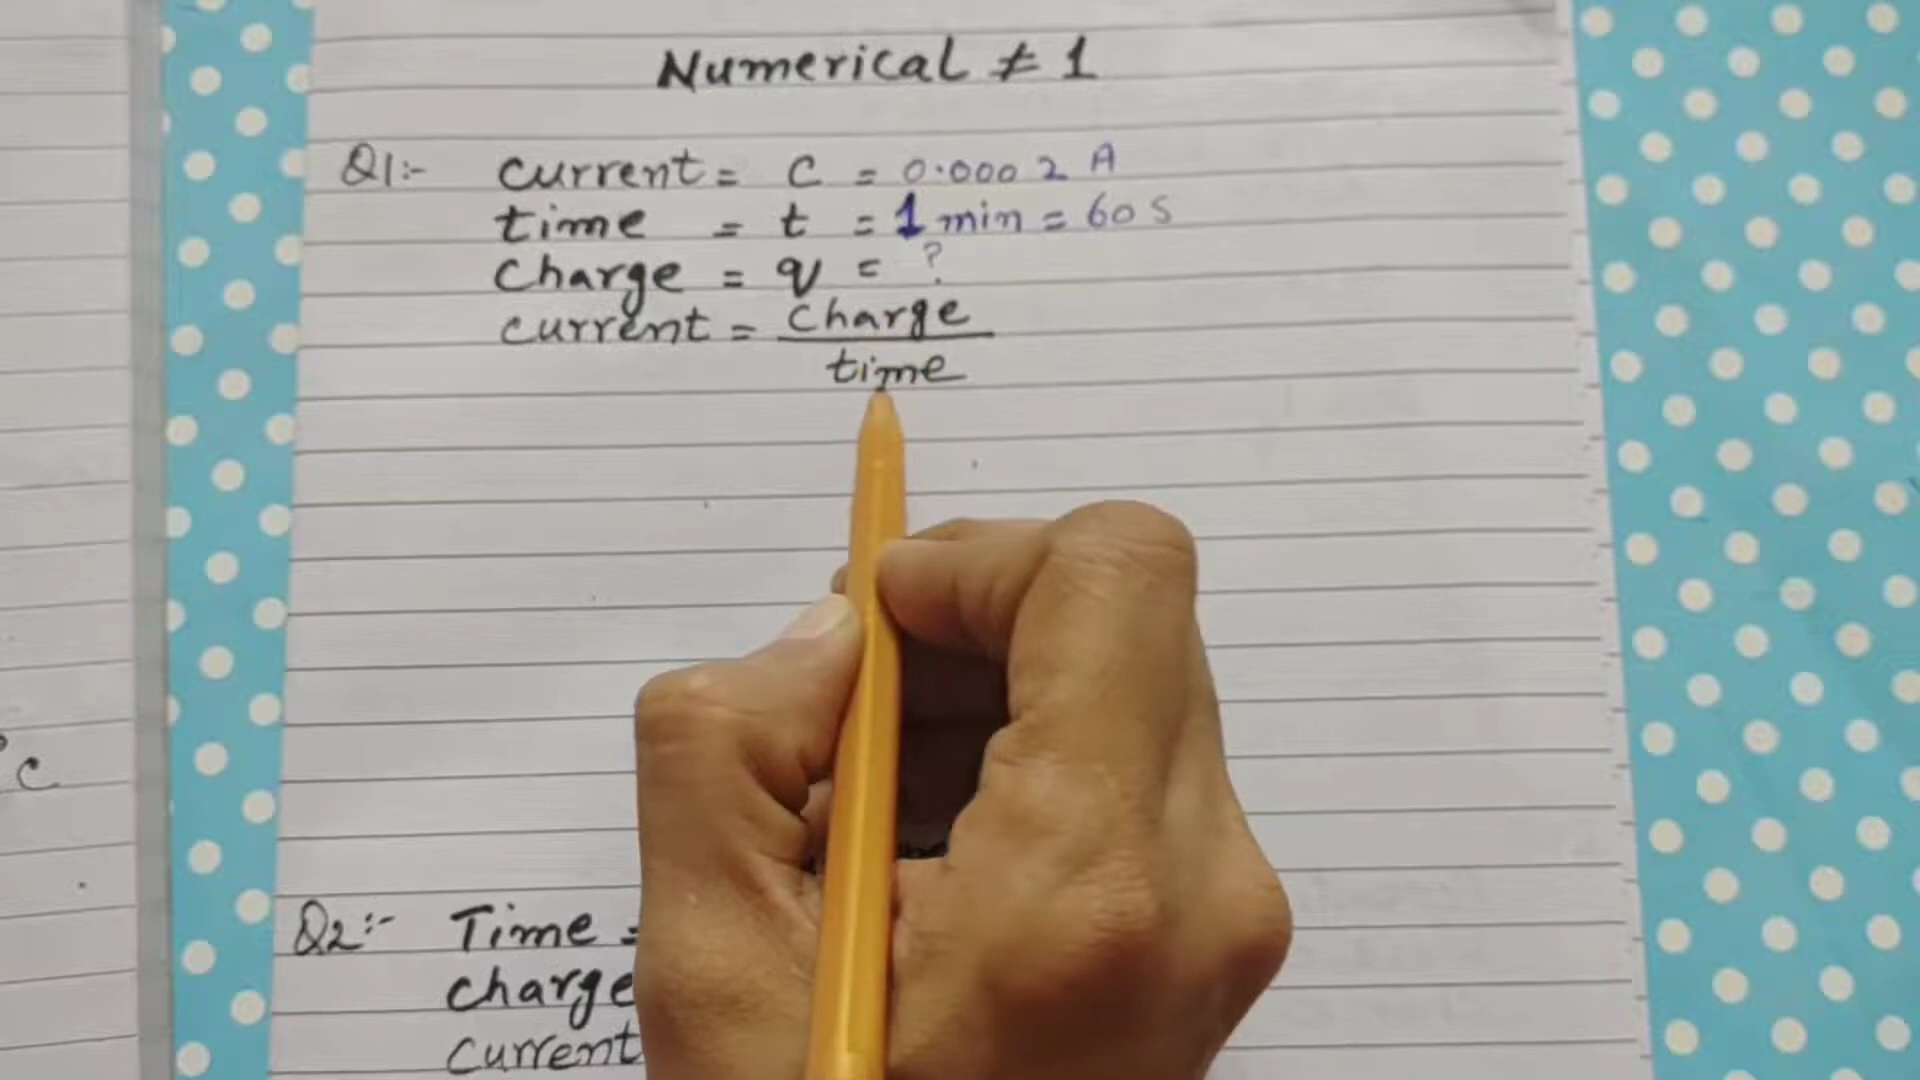 Numerical # 1
Q1:- Current = C = 0.0002 A
time = t = 1 min = 60 S
Charge = q = ?
Current = Charge
time
c
Q2:- Time =
Charge
Current